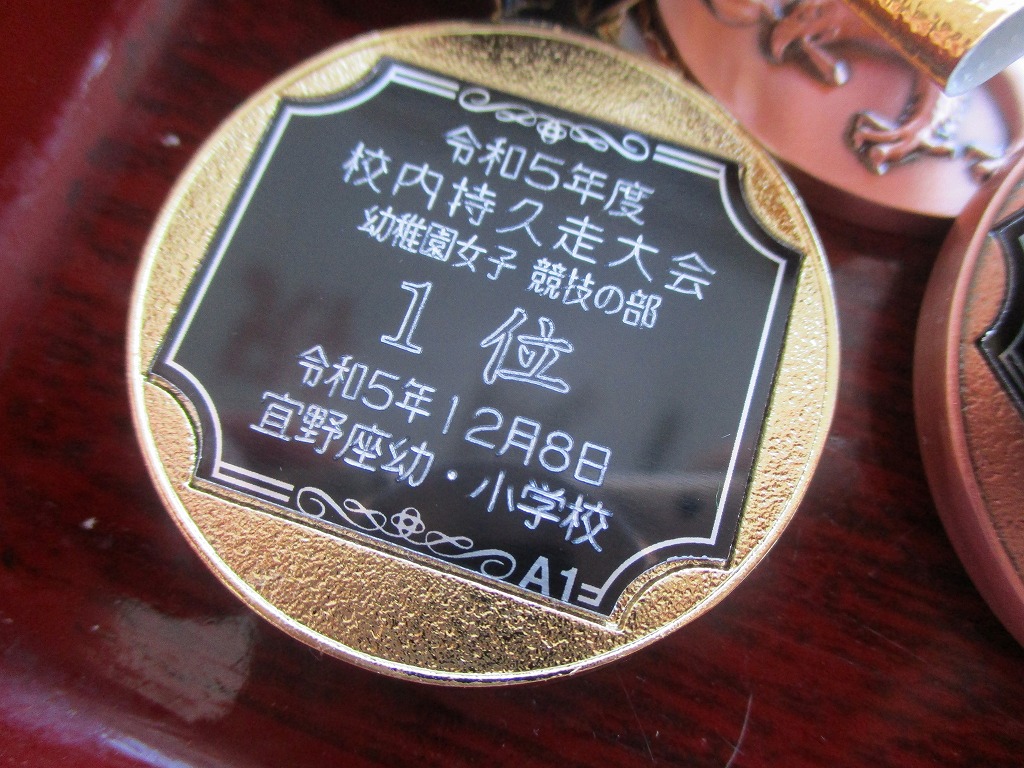 令和5年度
校内持久走大会
幼稚園女子 競技の部
1 位
令和5年12月8日
宜野座幼・小学校
A1